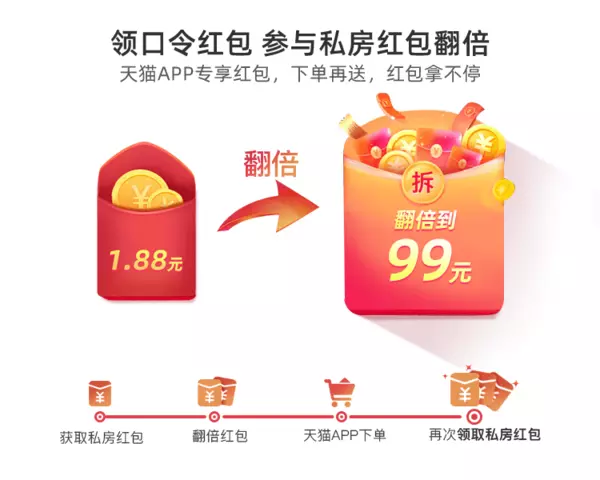 领口令红包 参与私房红包翻倍
天猫APP专享红包，下单再送，红包拿不停
翻倍
拆
翻倍到
1.88元
99元
获取私房红包
翻倍红包
天猫APP下单
再次领取私房红包